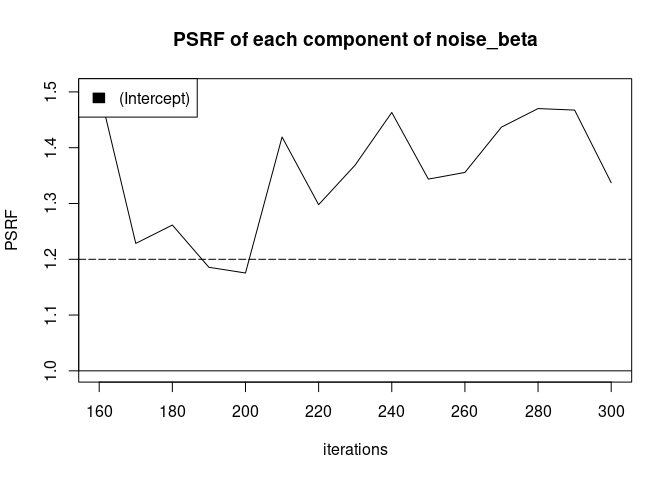 PSRF of each component of noise_beta
(Intercept)
1.5
1.4
1.3
1.2
1.1
1.0
PSRF
160 180 200 220 240 260 280 300
iterations